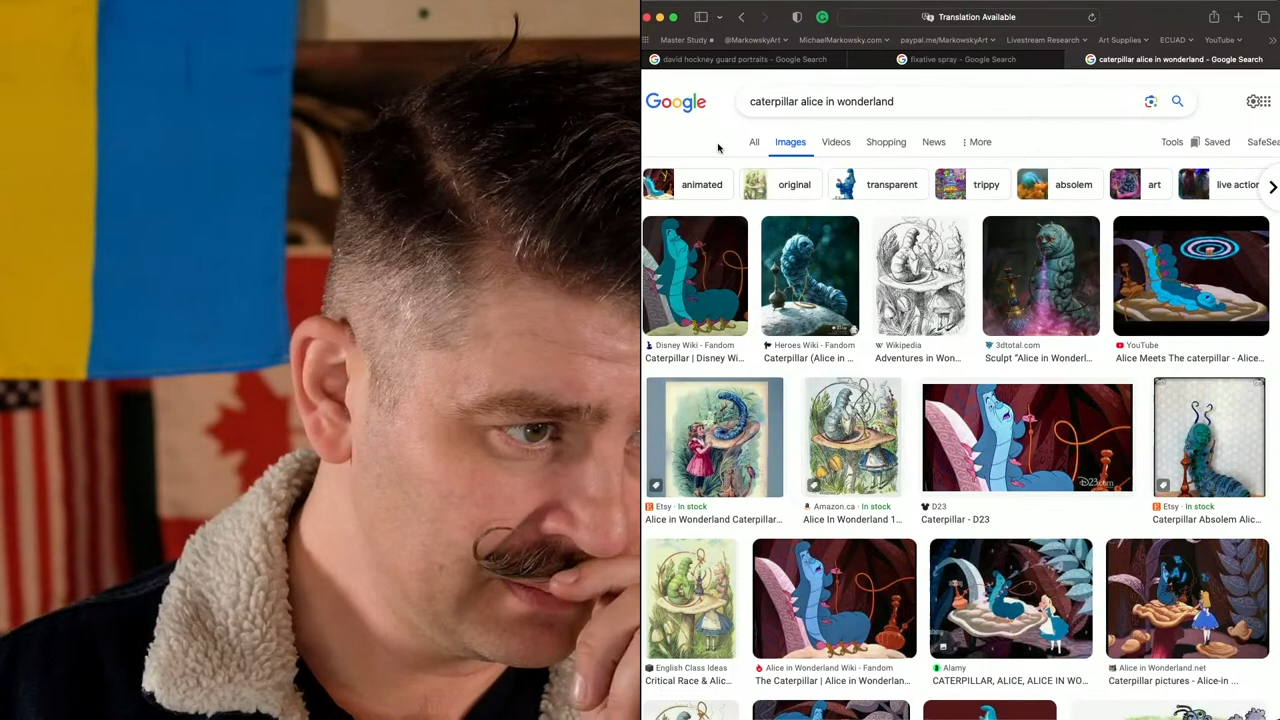 Translation Available
Master Study
@MarkowskyArt
MichaelMarkowsky.com
paypal.me/MarkowskyArt
Livestream Research
Art Supplies
ECUAD
YouTube
david hockney guard portraits - Google Search
fixative spray - Google Search
caterpillar alice in wonderland - Google Search
Google
caterpillar alice in wonderland
All
Images
Videos
Shopping
News
More
Tools
Saved
SafeSea
animated
original
transparent
trippy
absolem
art
live action
Disney Wiki - Fandom
Caterpillar | Disney Wi...
Heroes Wiki - Fandom
Caterpillar (Alice in ...
Wikipedia
Adventures in Won...
3dtotal.com
Sculpt "Alice in Wonderl...
YouTube
Alice Meets The caterpillar - Alice...
Etsy · In stock
Alice in Wonderland Caterpillar...
Amazon.ca · In stock
Alice In Wonderland 1...
D23.com
D23
Caterpillar - D23
Etsy · In stock
Caterpillar Absolem Alic...
English Class Ideas
Critical Race & Alic...
Alice in Wonderland Wiki - Fandom
The Caterpillar | Alice in Wonderlan...
Alamy
CATERPILLAR, ALICE, ALICE IN WO...
Alice in Wonderland.net
Caterpillar pictures - Alice-in ...